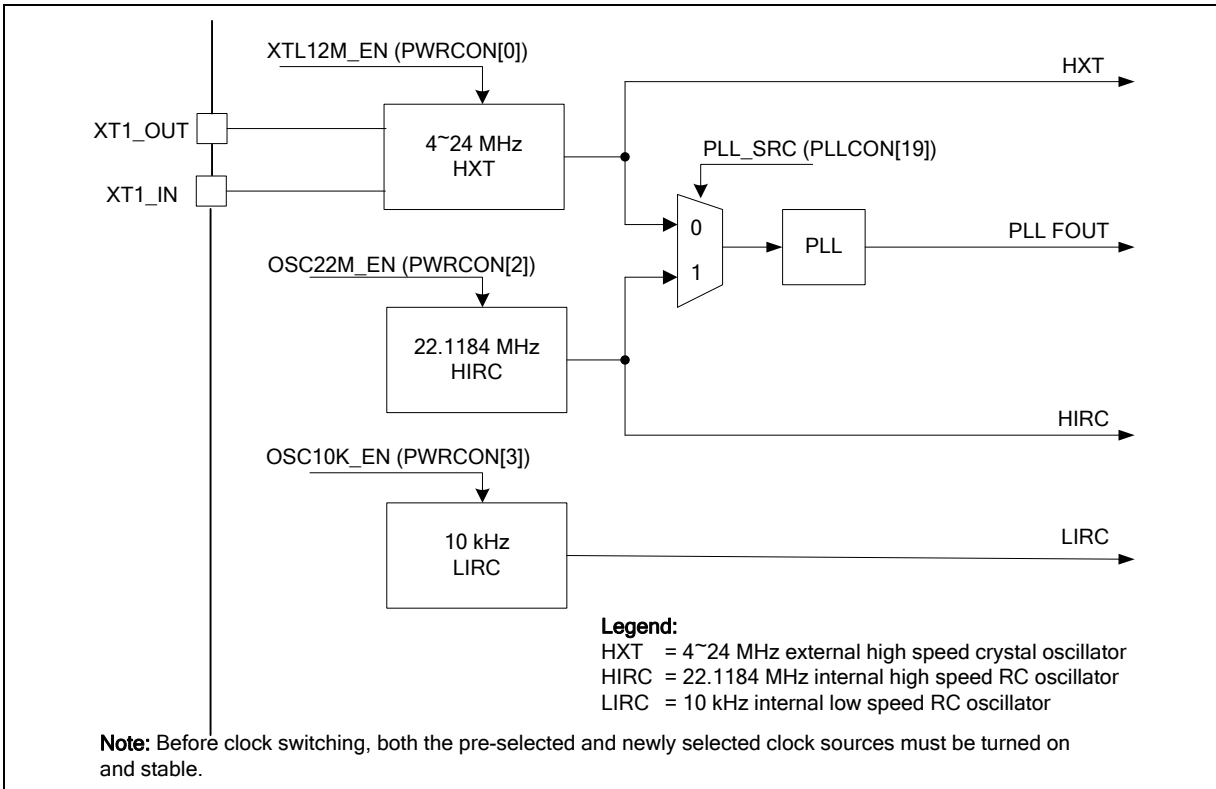 XTL12M_EN (PWRCON[0])
HXT
XT1_OUT
4~24 MHz
HXT
PLL_SRC (PLLCON[19])
XT1_IN
0
PLL
PLL FOUT
OSC22M_EN (PWRCON[2])
1
22.1184 MHz
HIRC
HIRC
OSC10K_EN (PWRCON[3])
10 kHz
LIRC
LIRC
Legend:
HXT = 4~24 MHz external high speed crystal oscillator
HIRC = 22.1184 MHz internal high speed RC oscillator
LIRC = 10 kHz internal low speed RC oscillator
Note: Before clock switching, both the pre-selected and newly selected clock sources must be turned on
and stable.